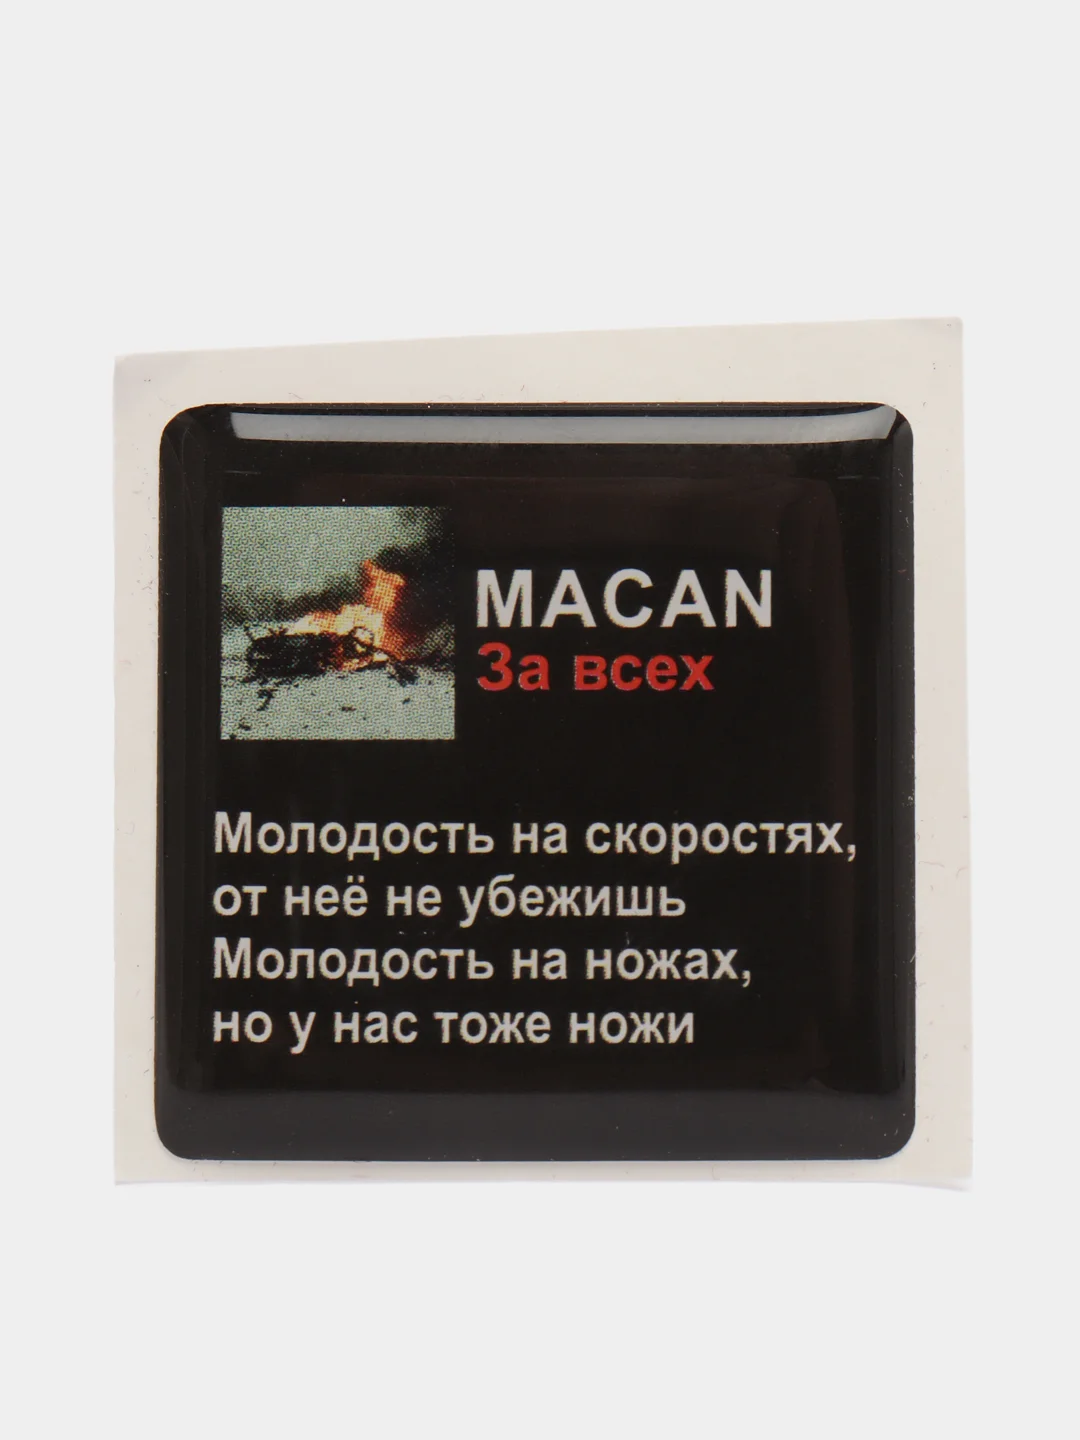 MACAN
За всех
Молодость на скоростях,
от неё не убежишь
Молодость на ножах,
но у нас тоже ножи